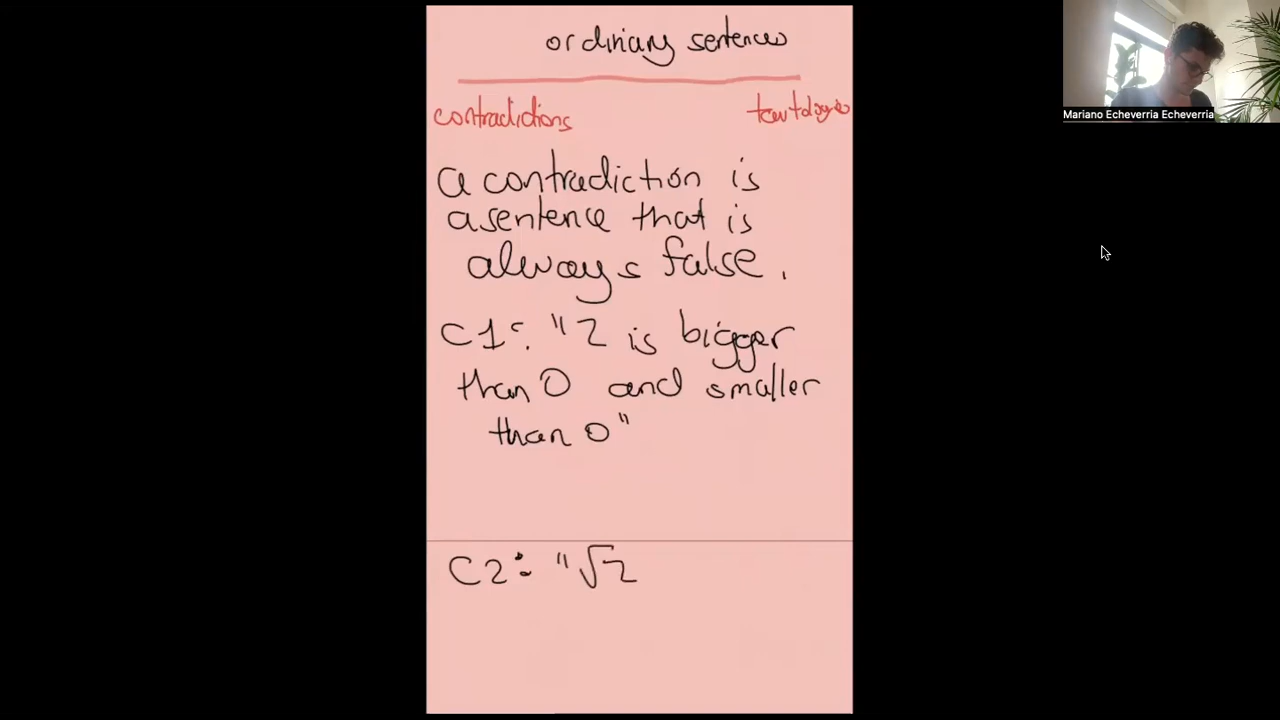 ordinary sentences
contradictions tautologies
a contradiction is
a sentence that is
always false.
C1: "2 is bigger
than 0 and smaller
than 0"
C2: "√2
Mariano Echeverria Echeverria